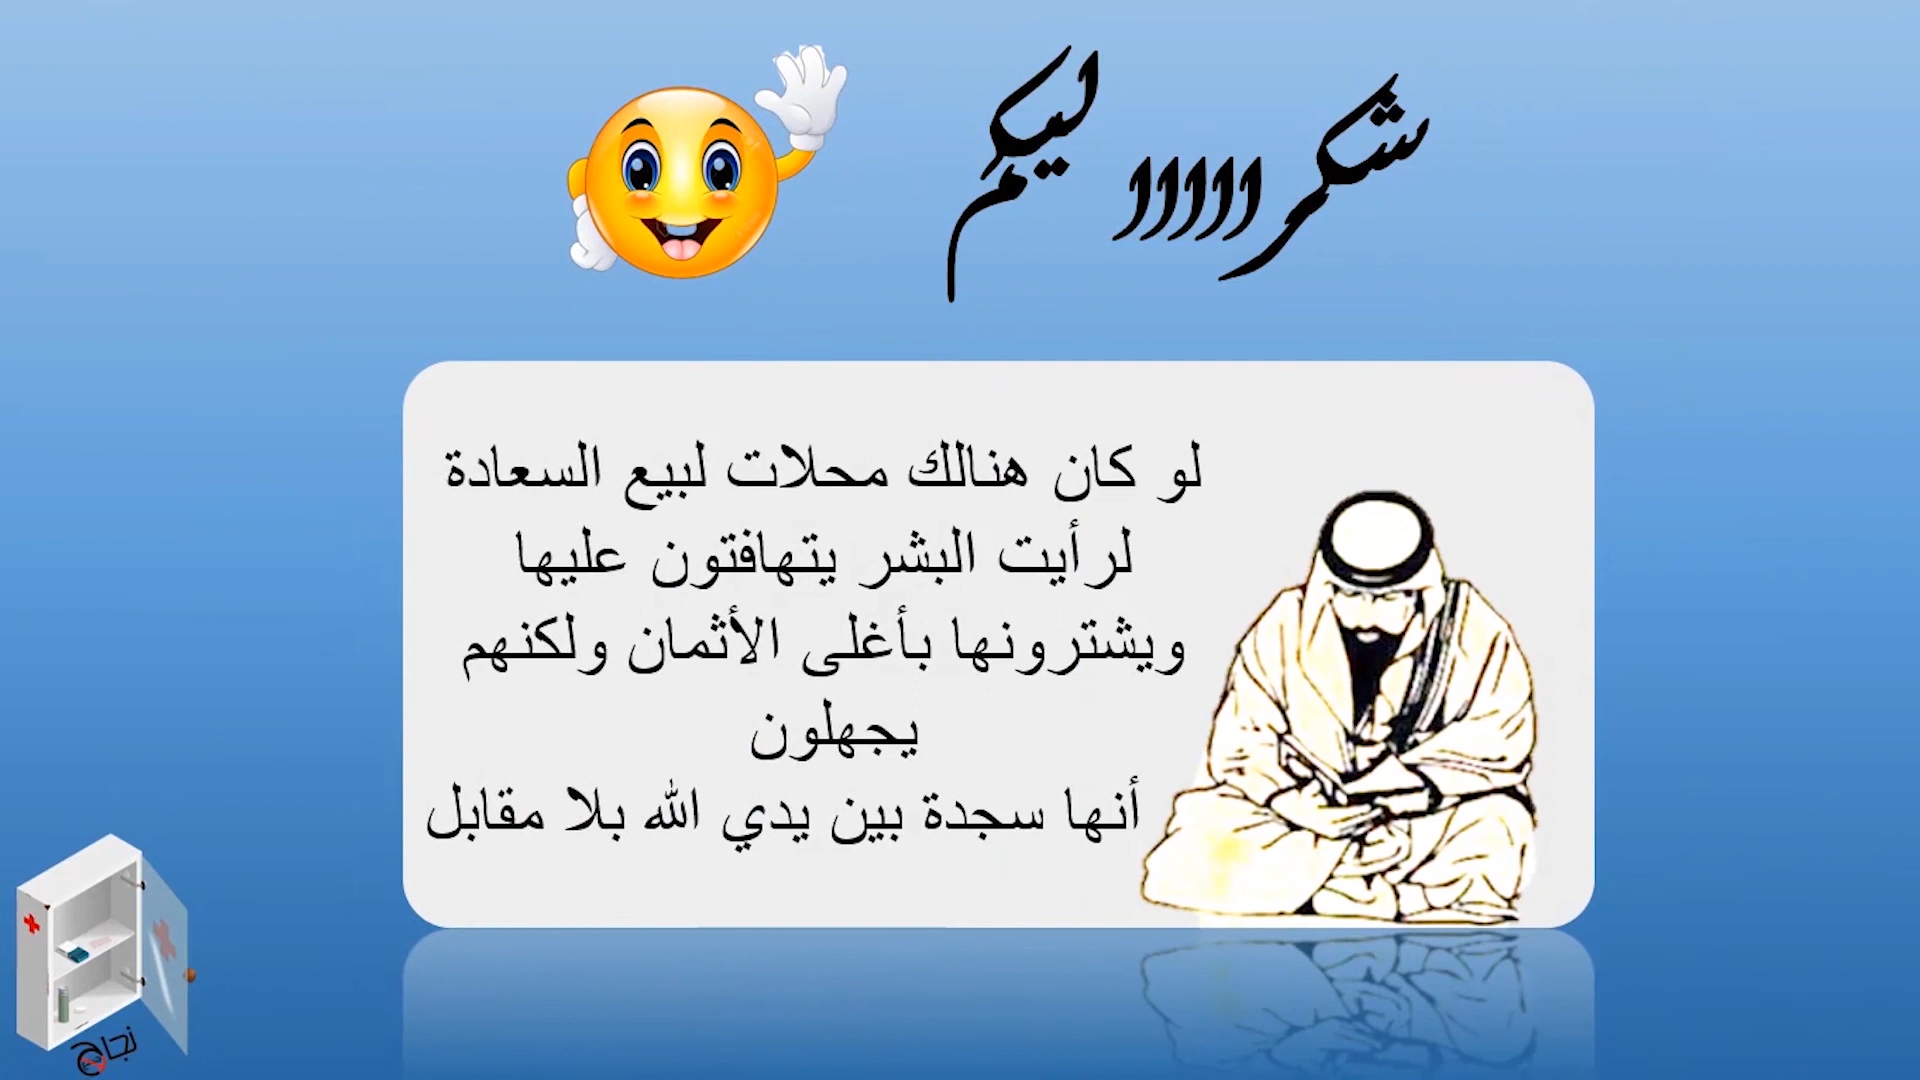 شكرااااا ليكم
لو كان هنالك محلات لبيع السعادة
لرأيت البشر يتهافتون عليها
ويشترونها بأغلى الأثمان ولكنهم
يجهلون
أنها سجدة بين يدي الله بلا مقابل
نجاح